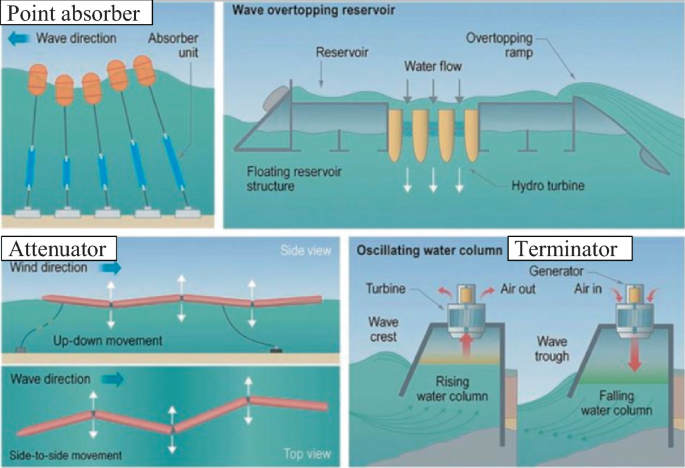 Point absorber
Wave direction
Absorber
unit
Wave overtopping reservoir
Reservoir
Water flow
Overtopping
ramp
Floating reservoir
structure
Hydro turbine
Attenuator
Side view
Wind direction
Up-down movement
Wave direction
Side-to-side movement
Top view
Oscillating water column
Terminator
Generator
Turbine
Air out
Air in
Wave
crest
Wave
trough
Rising
water column
Falling
water column